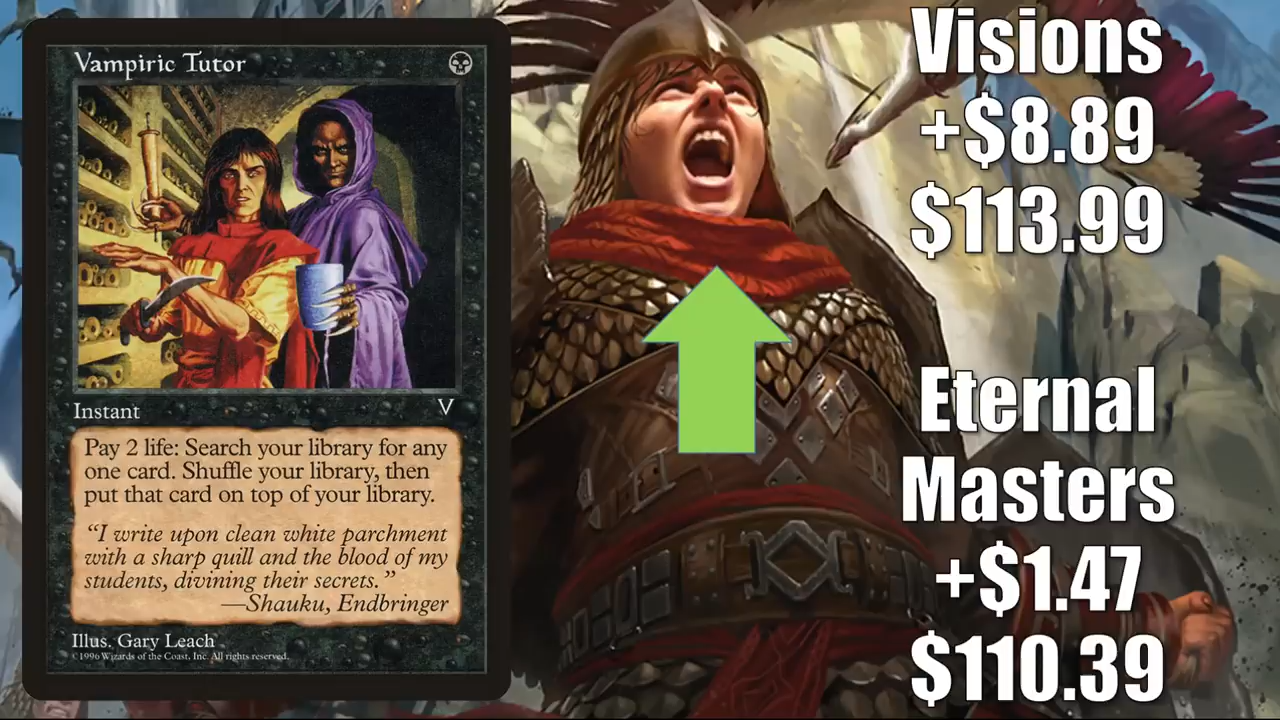 Vampiric Tutor
Instant
V
Pay 2 life: Search your library for any
one card. Shuffle your library, then
put that card on top of your library.
“I write upon clean white parchment
with a sharp quill and the blood of my
students, divining their secrets.”
—Shauku, Endbringer
Illus. Gary Leach
©1996 Wizards of the Coast, Inc. All rights reserved.
Visions
+$8.89
$113.99
Eternal
Masters
+$1.47
$110.39